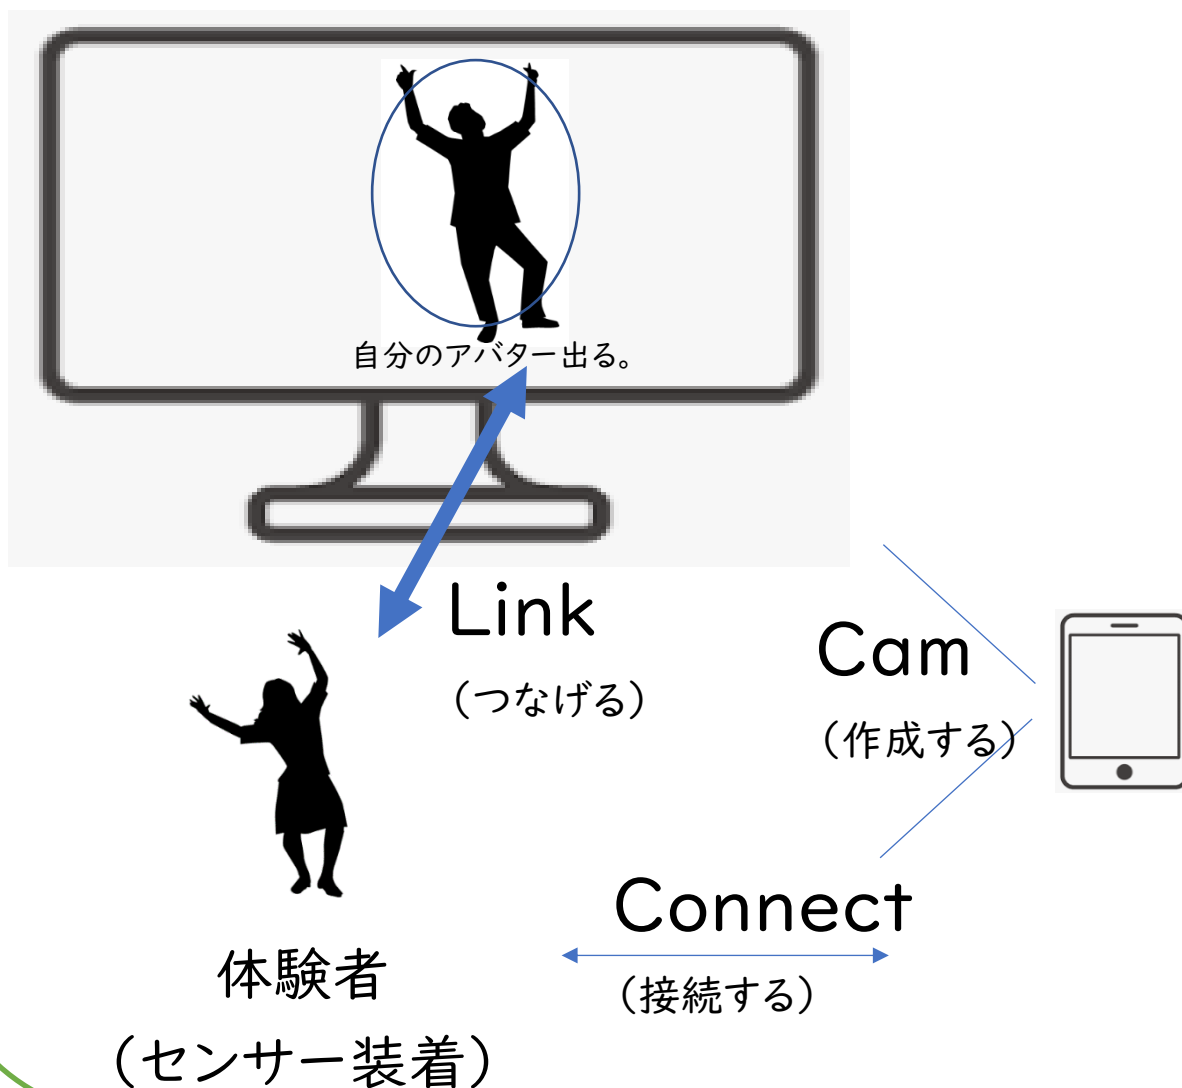 自分のアバター出る。
Link
（つなげる）
Cam
（作成する）
Connect
（接続する）
体験者
（センサー装着）